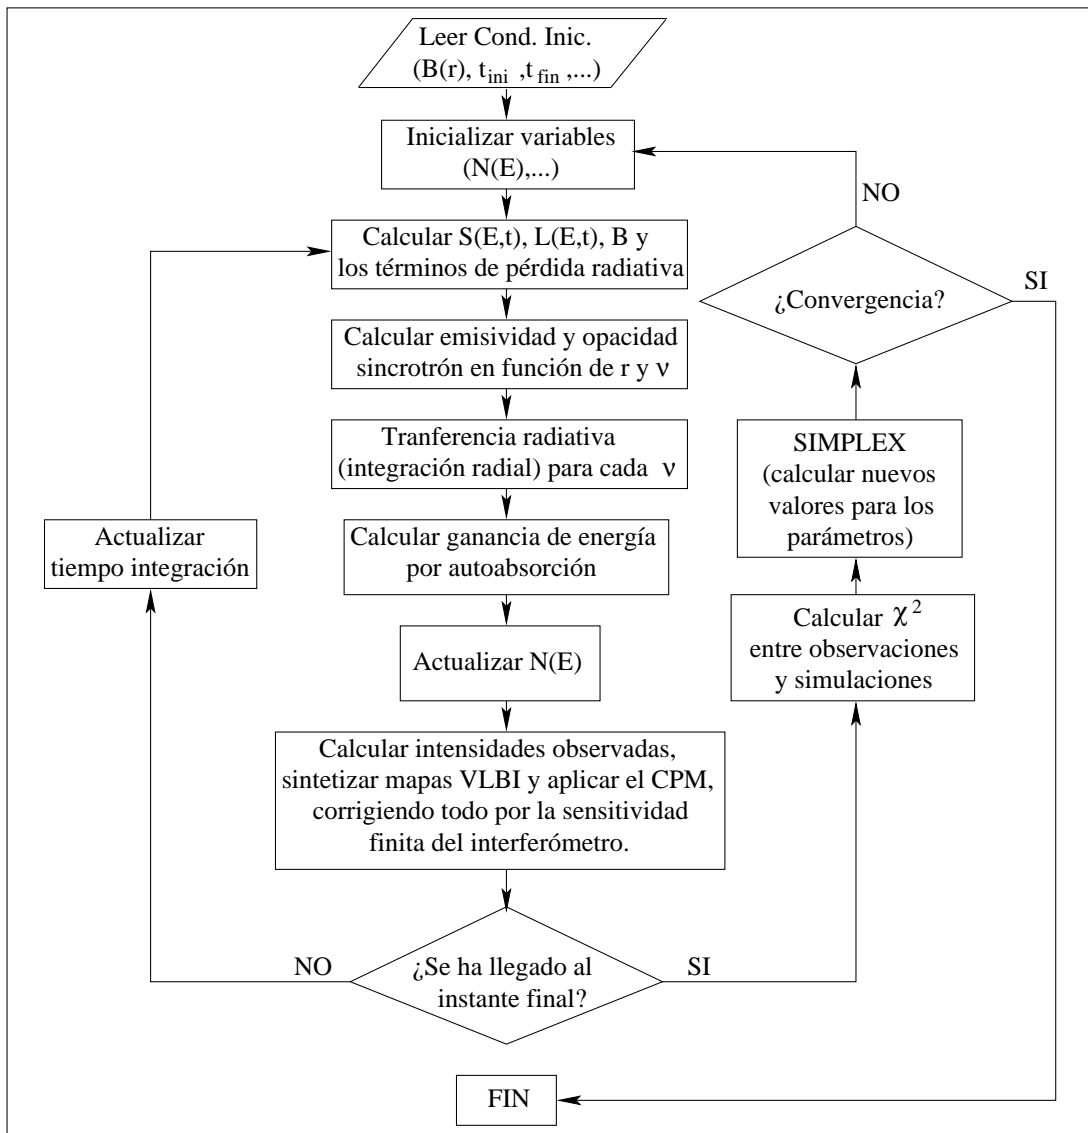 Leer Cond. Inic.
(B(r), t_ini ,t_fin ,...)
Inicializar variables
(N(E),...)
Calcular S(E,t), L(E,t), B y
los términos de pérdida radiativa
Calcular emisividad y opacidad
sincrotrón en función de r y ν
Tranferencia radiativa
(integración radial) para cada ν
Calcular ganancia de energía
por autoabsorción
Actualizar N(E)
Calcular intensidades observadas,
sintetizar mapas VLBI y aplicar el CPM,
corrigiendo todo por la sensitividad
finita del interferómetro.
¿Se ha llegado al
instante final?
NO
SI
Actualizar
tiempo integración
Calcular χ²
entre observaciones
y simulaciones
SIMPLEX
(calcular nuevos
valores para los
parámetros)
¿Convergencia?
NO
SI
FIN